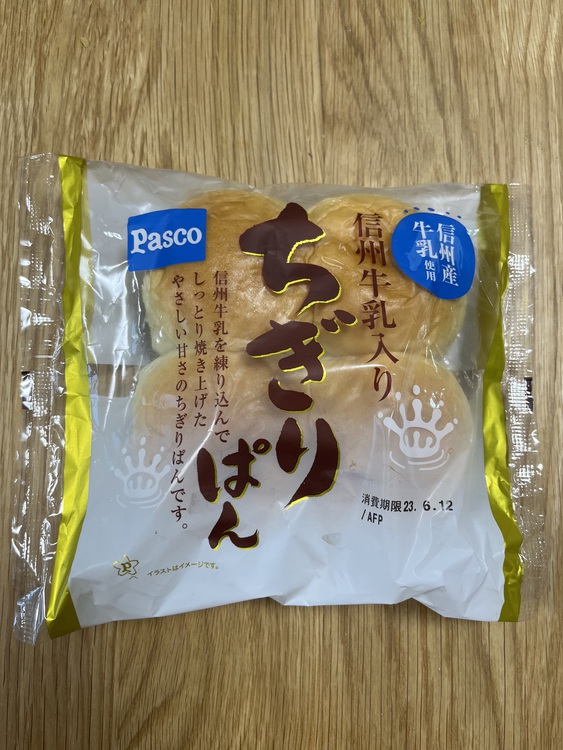 Pasco
信州産
牛乳使用
信州牛乳入り
ちぎり
ぱん
信州牛乳を練り込んで
しっとり焼き上げた
やさしい甘さのちぎりぱんです。
消費期限23. 6.12
/AFP
イラストはイメージです。